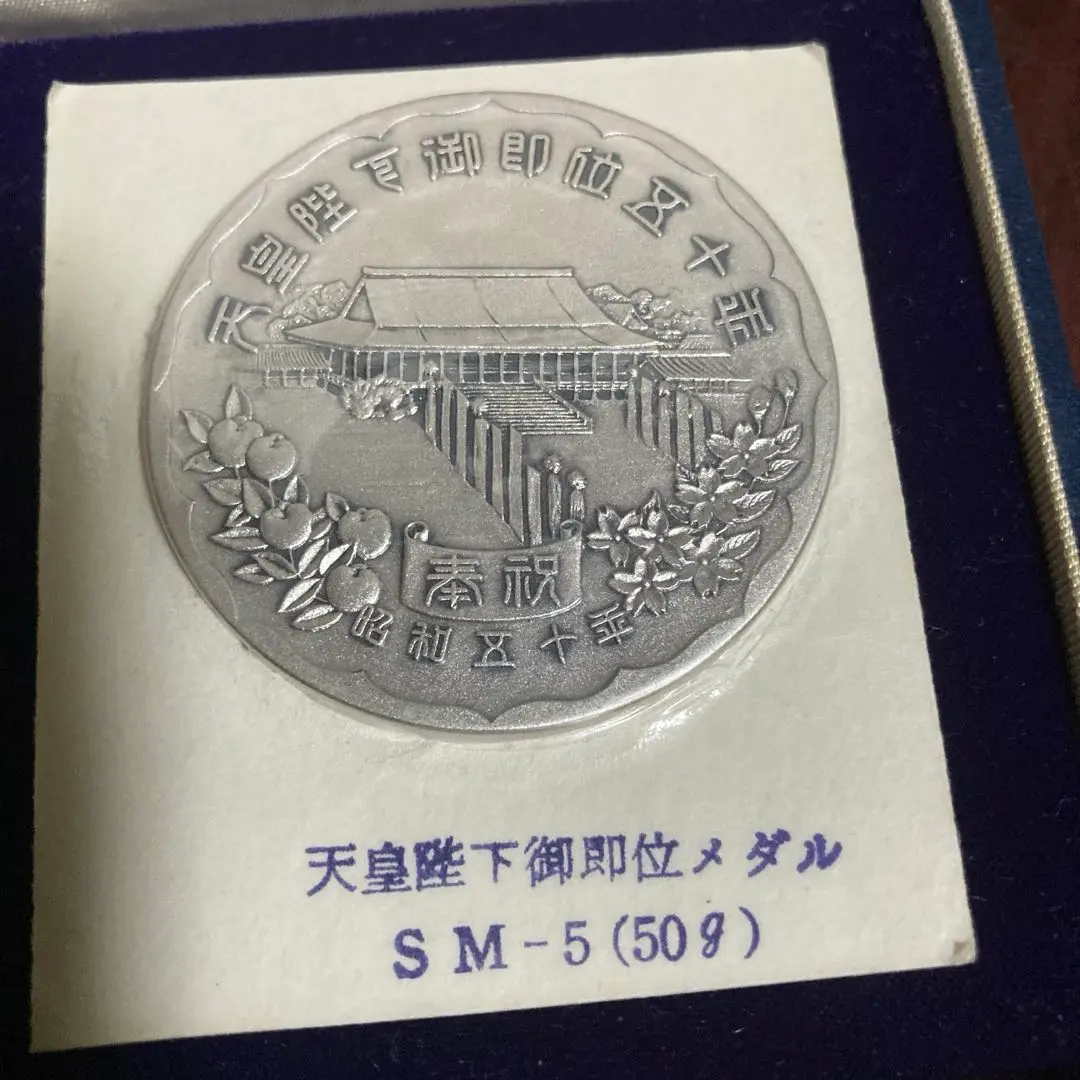 天皇陛下御即位五十年
奉祝
昭和五十年
天皇陛下御即位メダル
SM-5(50g)